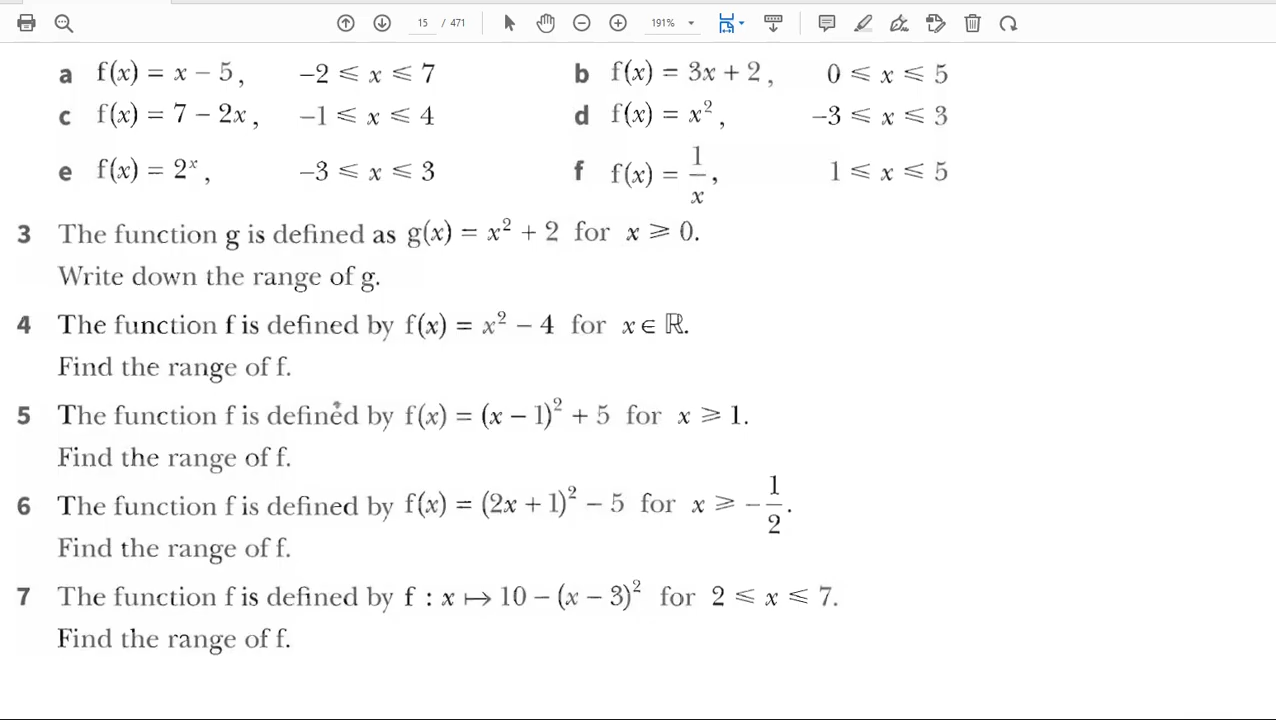 15 / 471 191%
a f(x) = x − 5, −2 ⩽ x ⩽ 7 b f(x) = 3x + 2, 0 ⩽ x ⩽ 5
c f(x) = 7 − 2x, −1 ⩽ x ⩽ 4 d f(x) = x², −3 ⩽ x ⩽ 3
e f(x) = 2ˣ, −3 ⩽ x ⩽ 3 f f(x) = 1/x, 1 ⩽ x ⩽ 5
3 The function g is defined as g(x) = x² + 2 for x ⩾ 0.
Write down the range of g.
4 The function f is defined by f(x) = x² − 4 for x ∈ ℝ.
Find the range of f.
5 The function f is defined by f(x) = (x − 1)² + 5 for x ⩾ 1.
Find the range of f.
6 The function f is defined by f(x) = (2x + 1)² − 5 for x ⩾ −1/2.
Find the range of f.
7 The function f is defined by f : x ↦ 10 − (x − 3)² for 2 ⩽ x ⩽ 7.
Find the range of f.